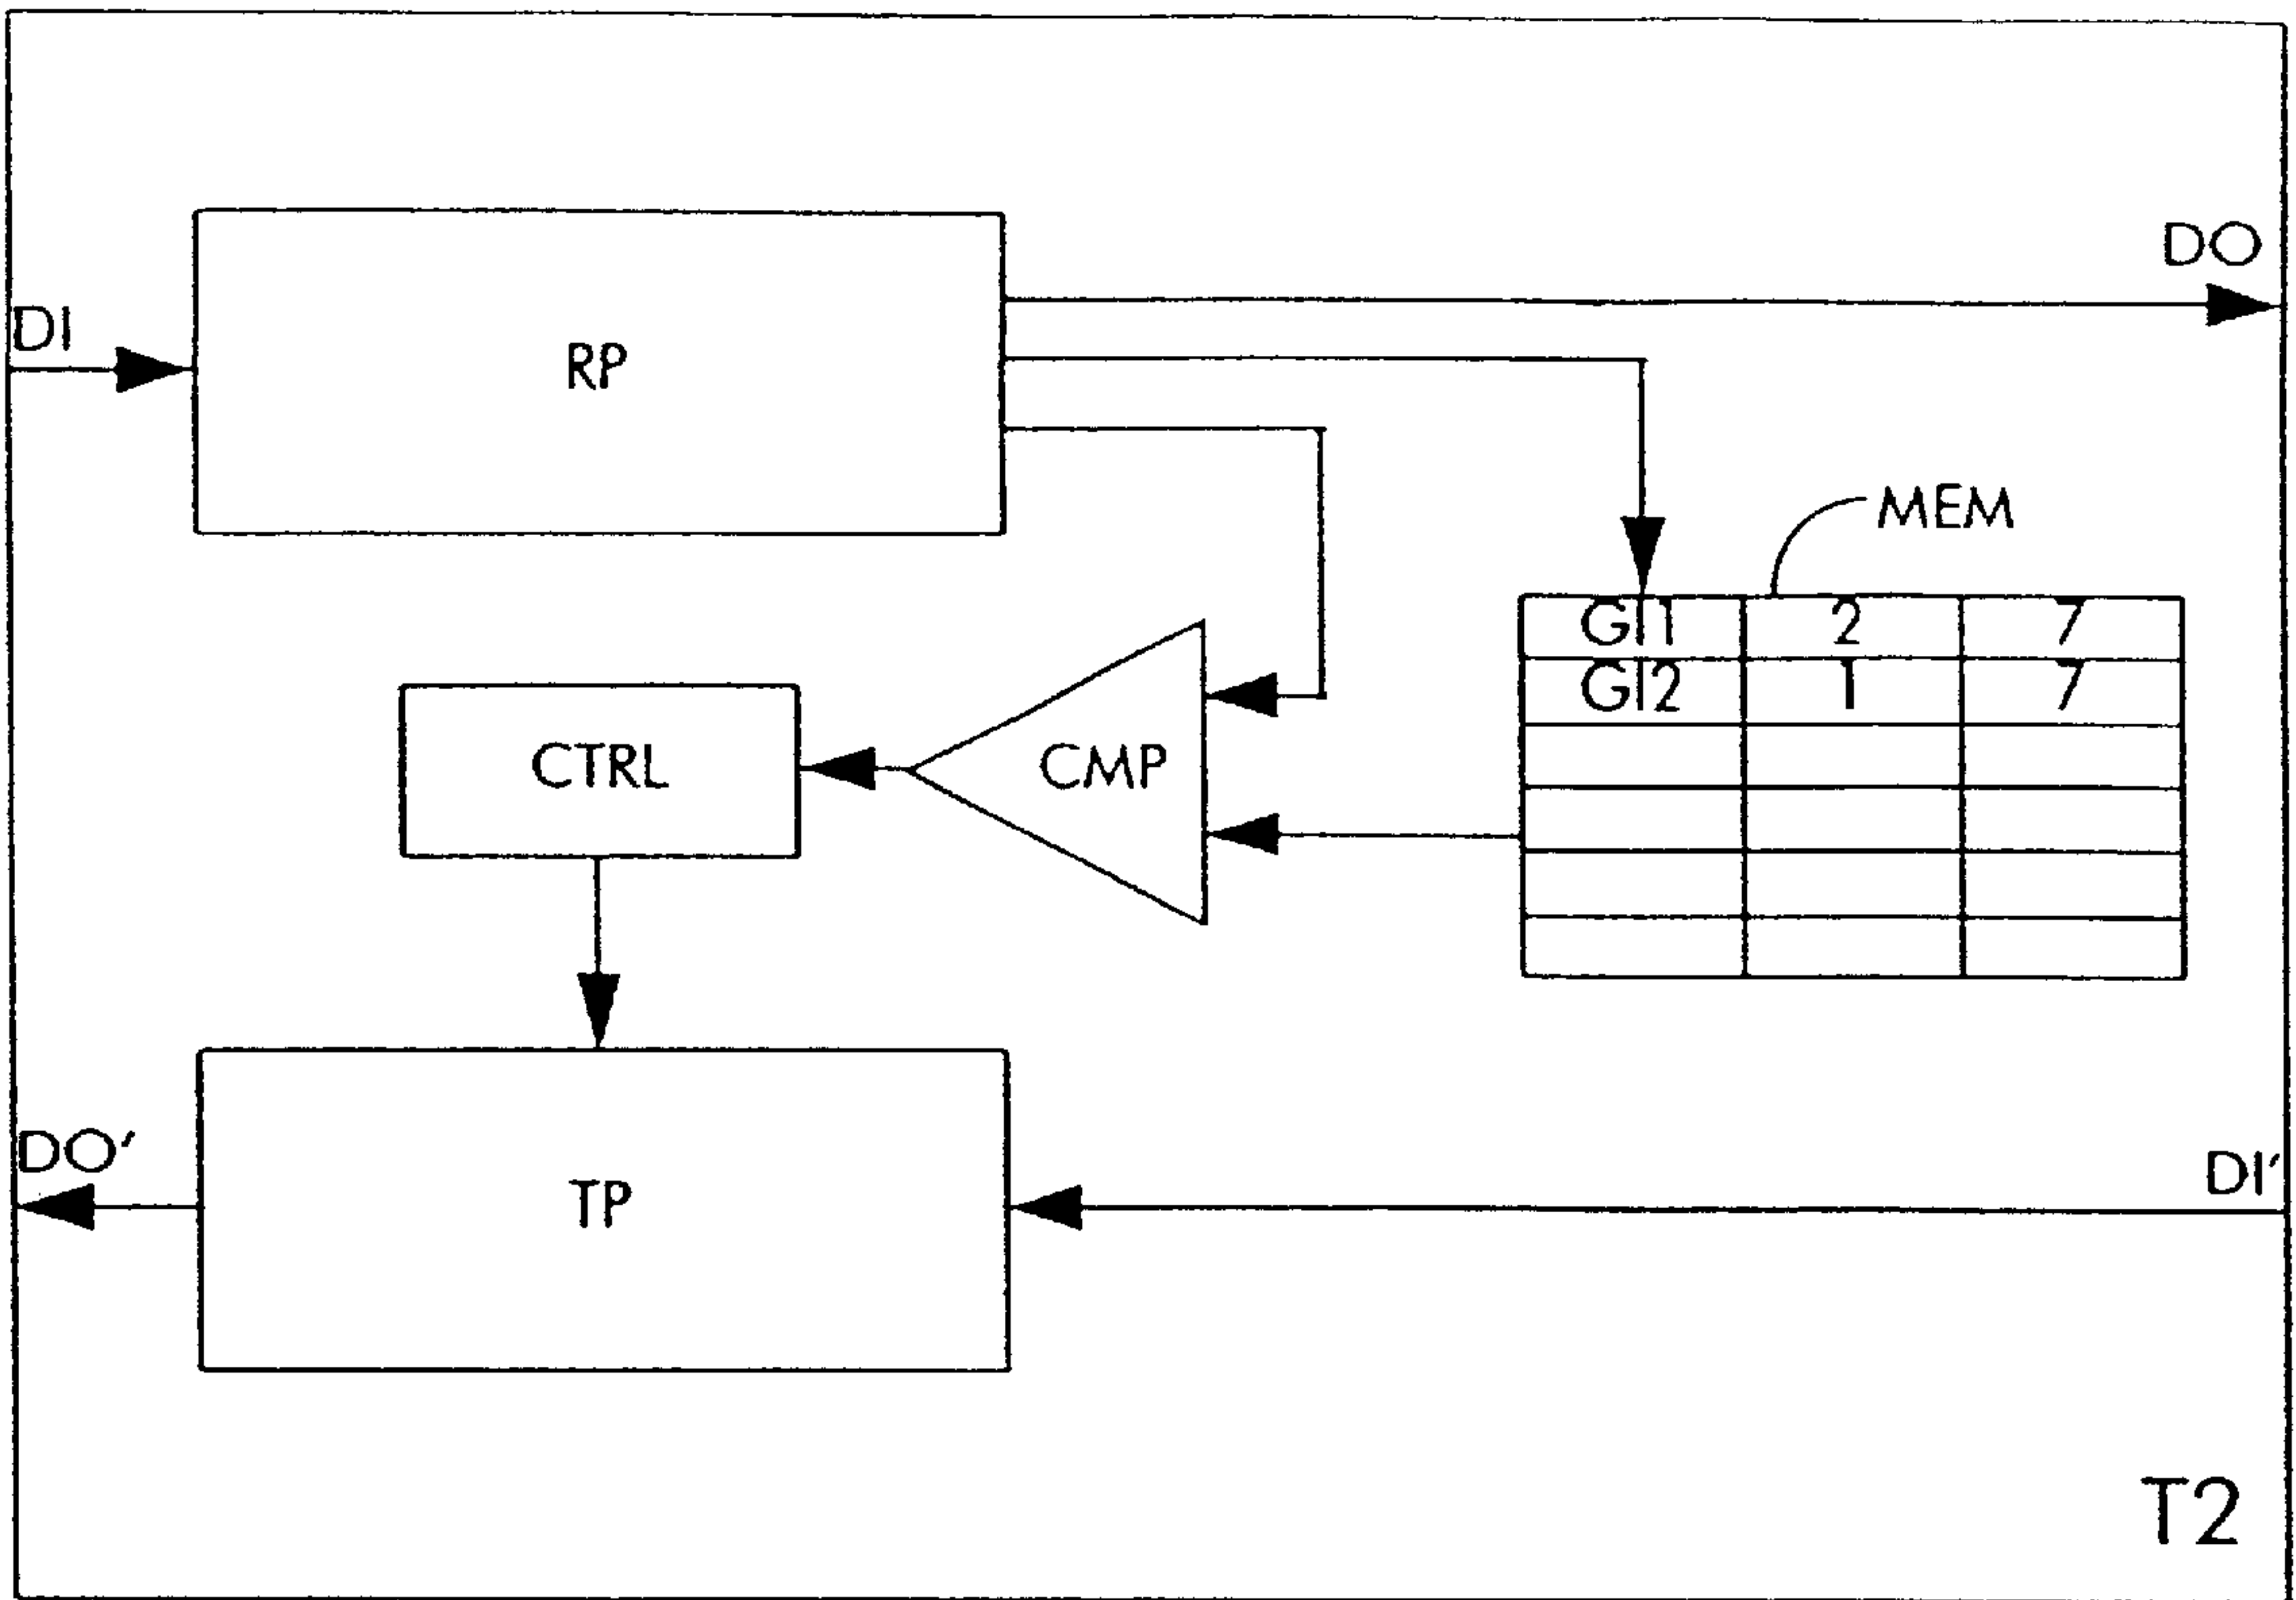 DO
DI
RP
MEM
GI1 2 7
GI2 1 7
CTRL
CMP
DO'
TP
DI'
T2